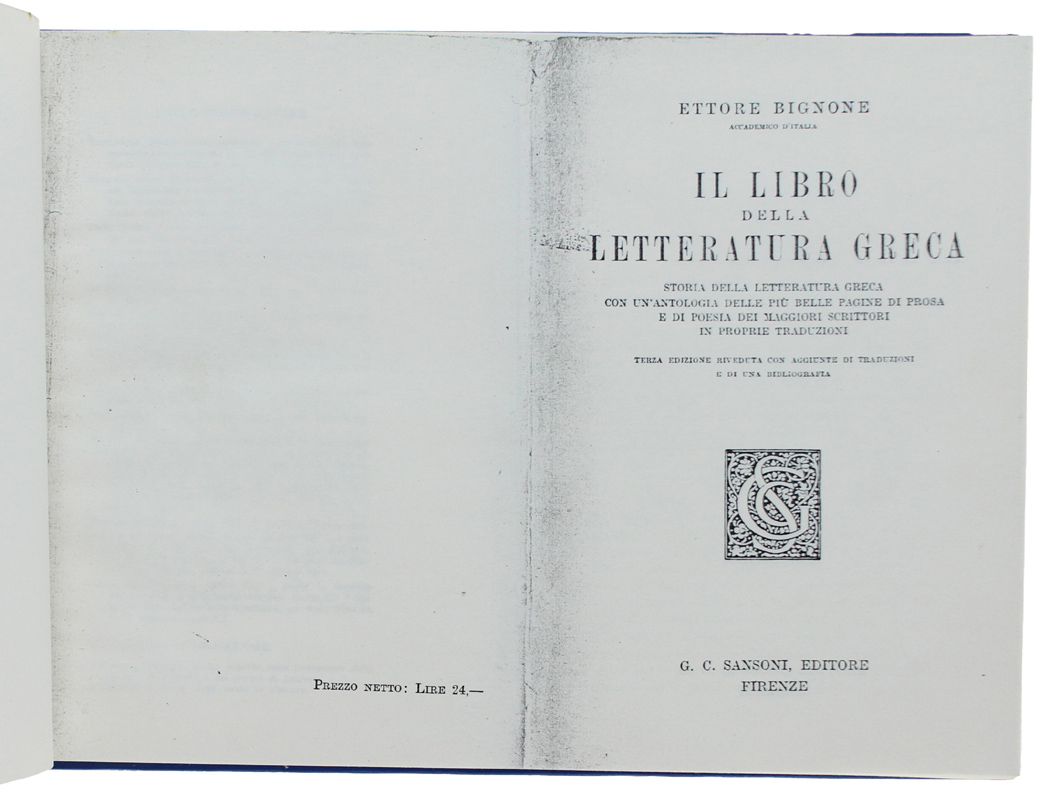 Prezzo netto: Lire 24,—
ETTORE BIGNONE
ACCADEMICO D'ITALIA
IL LIBRO
DELLA
LETTERATURA GRECA
STORIA DELLA LETTERATURA GRECA
CON UN'ANTOLOGIA DELLE PIÙ BELLE PAGINE DI PROSA
E DI POESIA DEI MAGGIORI SCRITTORI
IN PROPRIE TRADUZIONI
TERZA EDIZIONE RIVEDUTA CON AGGIUNTE DI TRADUZIONI
E DI UNA BIBLIOGRAFIA
G. C. SANSONI, EDITORE
FIRENZE